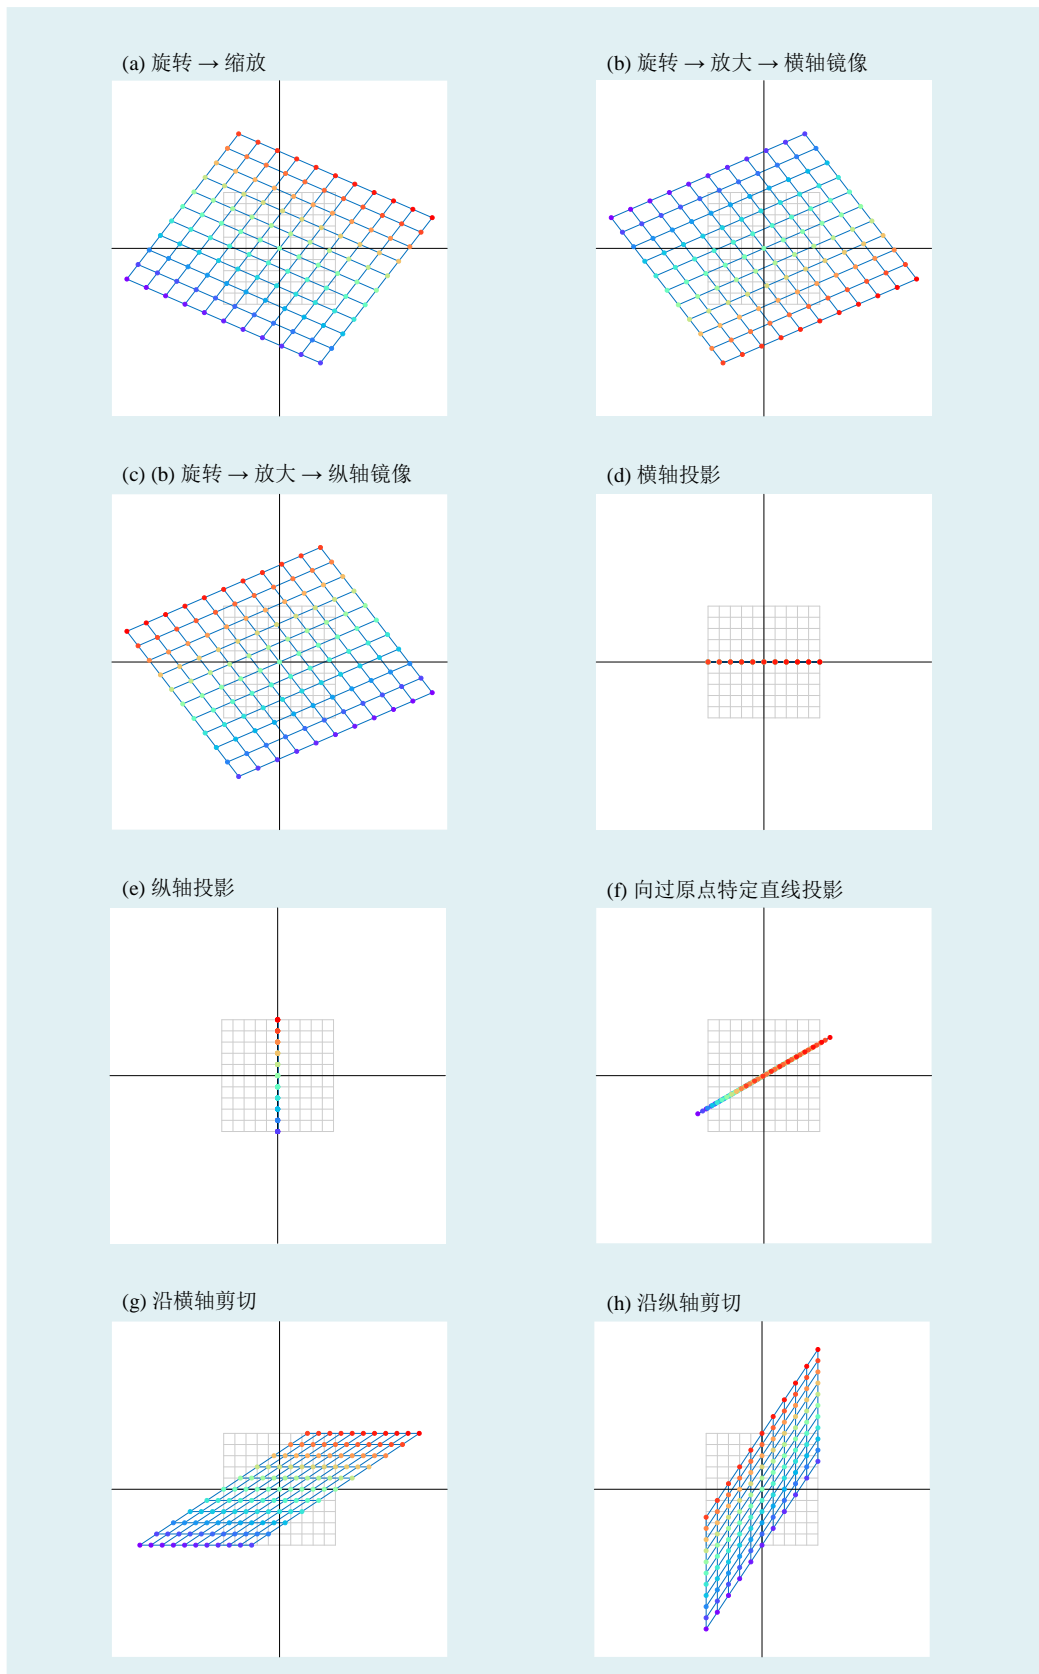 (a) 旋转 → 缩放
(b) 旋转 → 放大 → 横轴镜像
(c) (b) 旋转 → 放大 → 纵轴镜像
(d) 横轴投影
(e) 纵轴投影
(f) 向过原点特定直线投影
(g) 沿横轴剪切
(h) 沿纵轴剪切